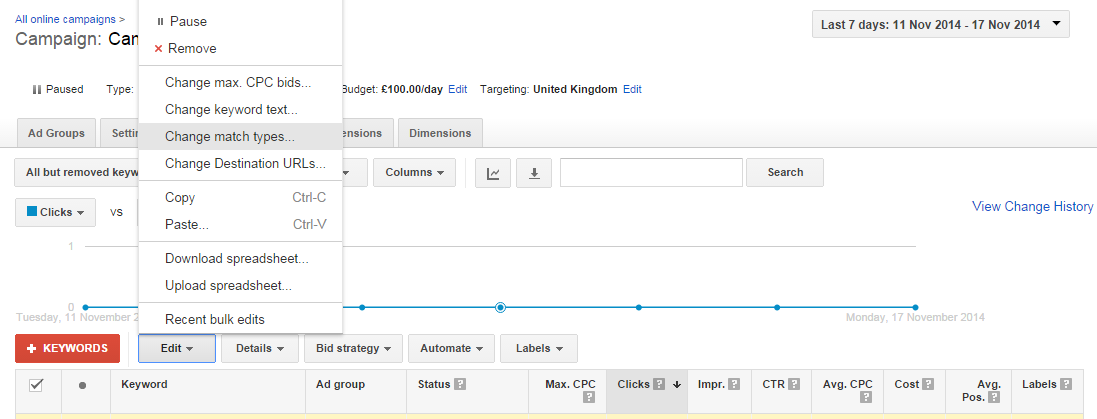 All online campaigns >
Campaign: Cam
Last 7 days: 11 Nov 2014 - 17 Nov 2014
Pause
Remove
Change max. CPC bids...
Change keyword text...
Change match types...
Change Destination URLs...
Copy Ctrl-C
Paste... Ctrl-V
Download spreadsheet...
Upload spreadsheet...
Recent bulk edits
Paused Type: Budget: £100.00/day Edit Targeting: United Kingdom Edit
Ad Groups Settin ensions Dimensions
All but removed keyw Columns Search
Clicks VS View Change History
1
0
Tuesday, 11 November 2 Monday, 17 November 2014
+ KEYWORDS Edit Details Bid strategy Automate Labels
Keyword Ad group Status ? Max. CPC ? Clicks ? Impr. ? CTR ? Avg. CPC ? Cost ? Avg. Pos. ? Labels ?